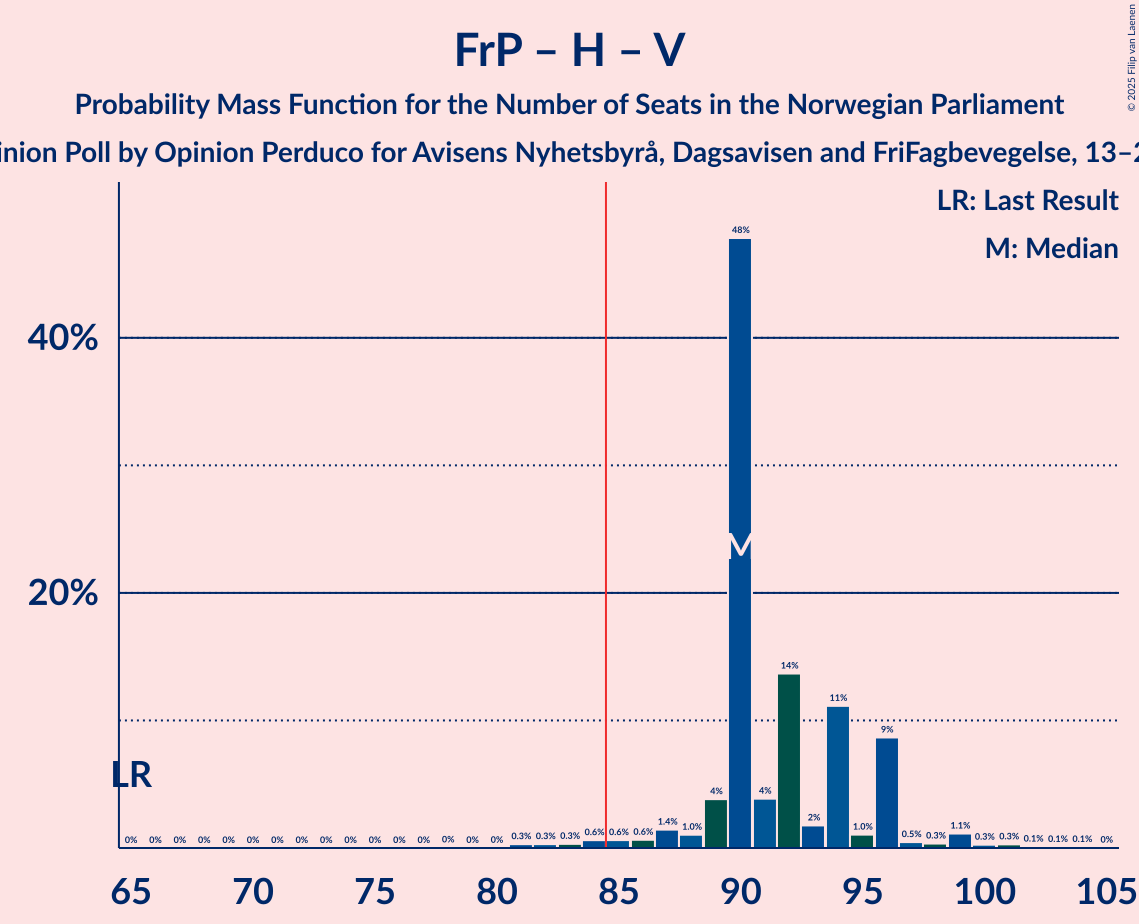 FrP – H – V
Probability Mass Function for the Number of Seats in the Norwegian Parliament
Poll by Opinion Perduco for Avisens Nyhetsbyrå, Dagsavisen and FriFagbevegelse,
© 2025 Filip van Laenen
LR: Last Result
M: Median
40%
20%
LR
M
0% 0% 0% 0% 0% 0% 0% 0% 0% 0% 0% 0% 0% 0% 0% 0% 0.3% 0.3% 0.3% 0.6% 0.6% 0.6% 1.4% 1.0% 4% 48% 4% 14% 2% 11% 1.0% 9% 0.5% 0.3% 1.1% 0.3% 0.3% 0.1% 0.1% 0.1% 0%
65 70 75 80 85 90 95 100 105